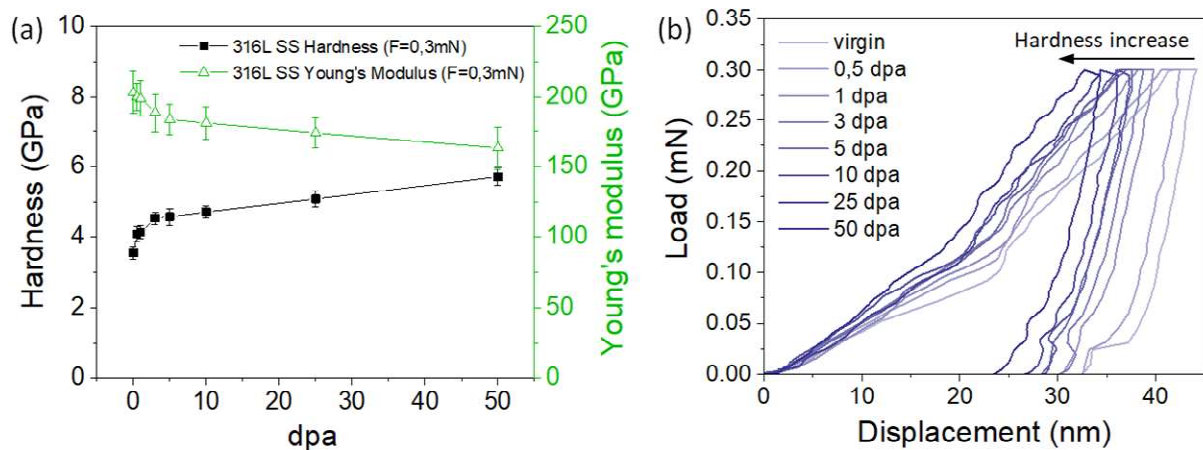 (a)
10
8
6
4
2
0
Hardness (GPa)
316L SS Hardness (F=0,3mN)
316L SS Young's Modulus (F=0,3mN)
250
200
150
100
50
0
Young's modulus (GPa)
0 10 20 30 40 50
dpa
(b)
0.35
0.30
0.25
0.20
0.15
0.10
0.05
0.00
Load (mN)
virgin
0,5 dpa
1 dpa
3 dpa
5 dpa
10 dpa
25 dpa
50 dpa
Hardness increase
0 10 20 30 40
Displacement (nm)